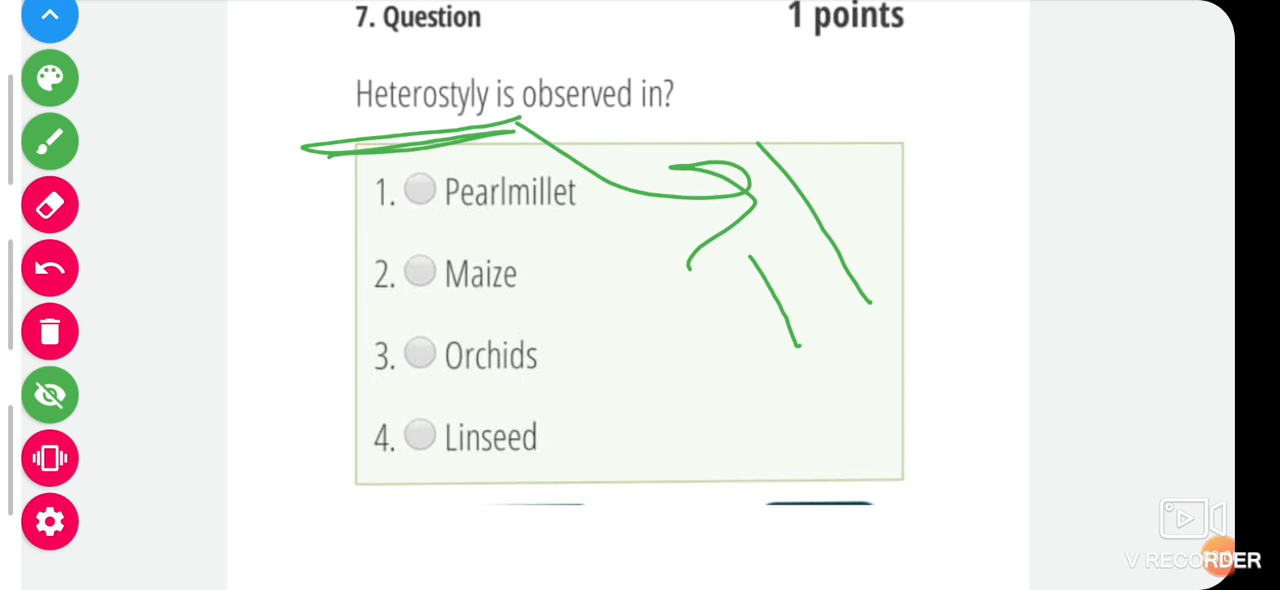 7. Question 1 points
Heterostyly is observed in?
1. Pearlmillet
2. Maize
3. Orchids
4. Linseed
V RECORDER